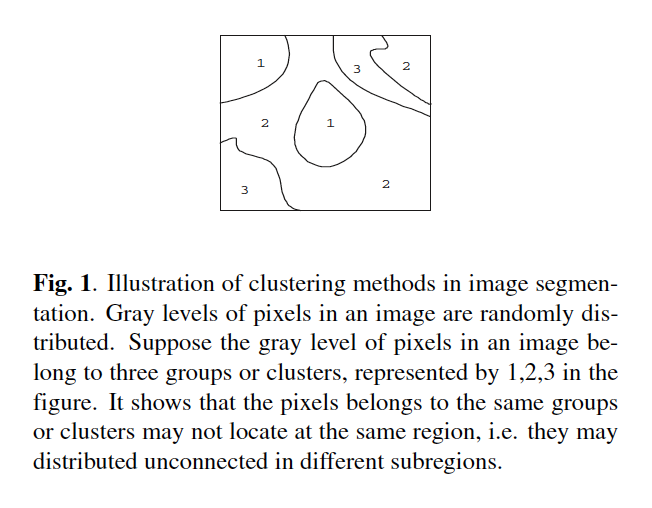 1
3
2
2
1
3
2
Fig. 1. Illustration of clustering methods in image segmen-
tation. Gray levels of pixels in an image are randomly dis-
tributed. Suppose the gray level of pixels in an image be-
long to three groups or clusters, represented by 1,2,3 in the
figure. It shows that the pixels belongs to the same groups
or clusters may not locate at the same region, i.e. they may
distributed unconnected in different subregions.